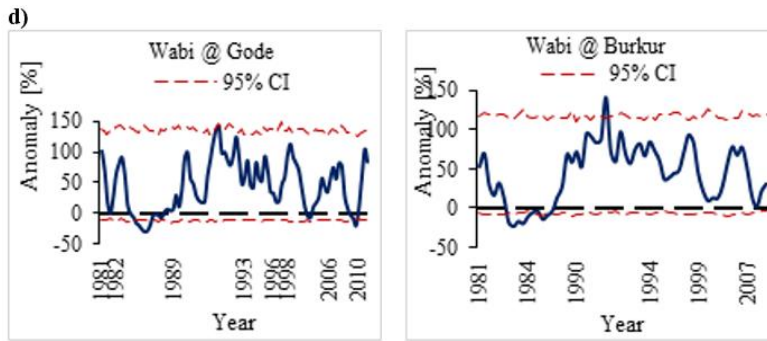 d)
Wabi @ Gode
95% CI
Anomaly [%]
150
100
50
0
-50
1981
1982
1989
1993
1996
1998
2006
2010
Year
Wabi @ Burkur
95% CI
Anomaly [%]
150
100
50
0
-50
1981
1984
1990
1994
1999
2007
Year